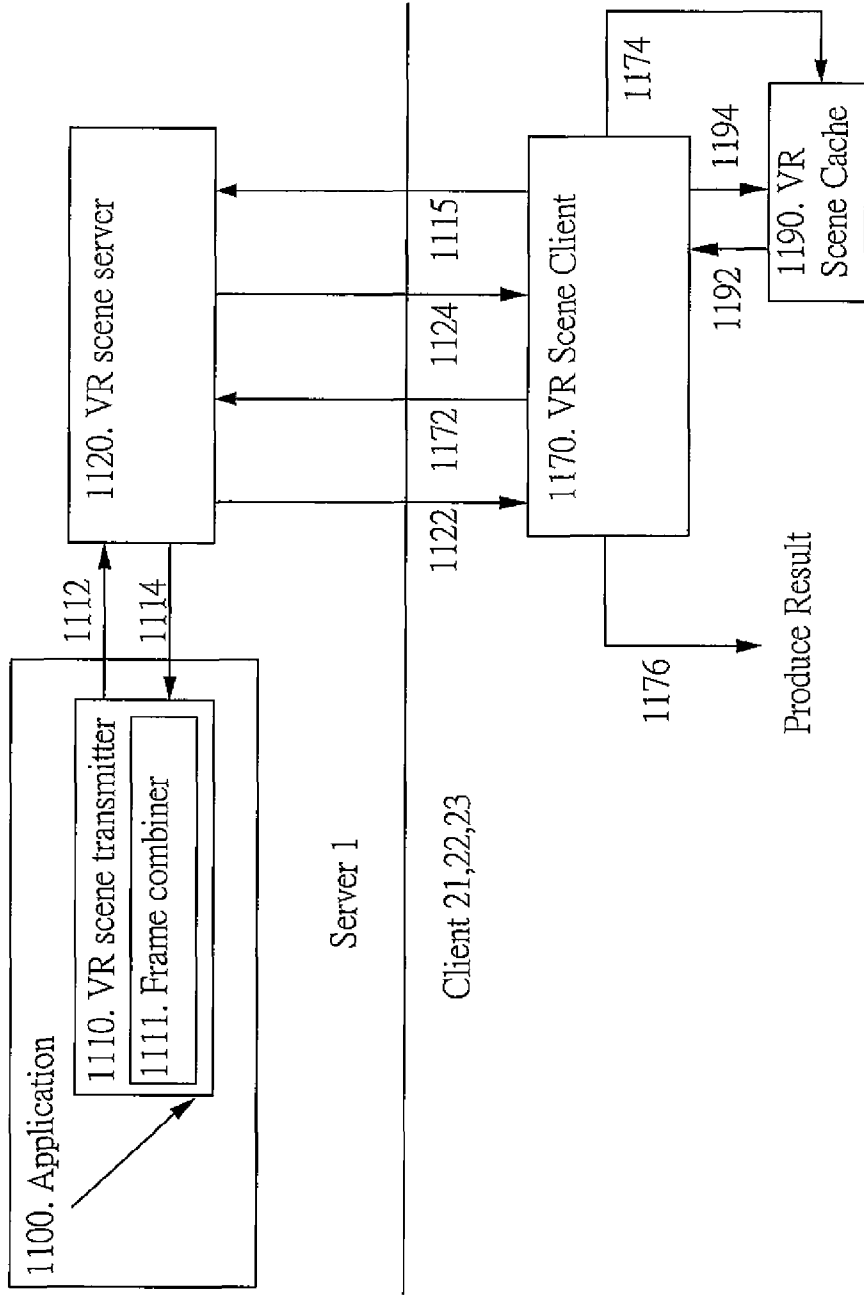 1100. Application
1110. VR scene transmitter
1111. Frame combiner
1112
1114
1120. VR scene server
Server 1
Client 21,22,23
1122
1172
1124
1115
1170. VR Scene Client
1176
Produce Result
1192
1194
1174
1190. VR
Scene Cache